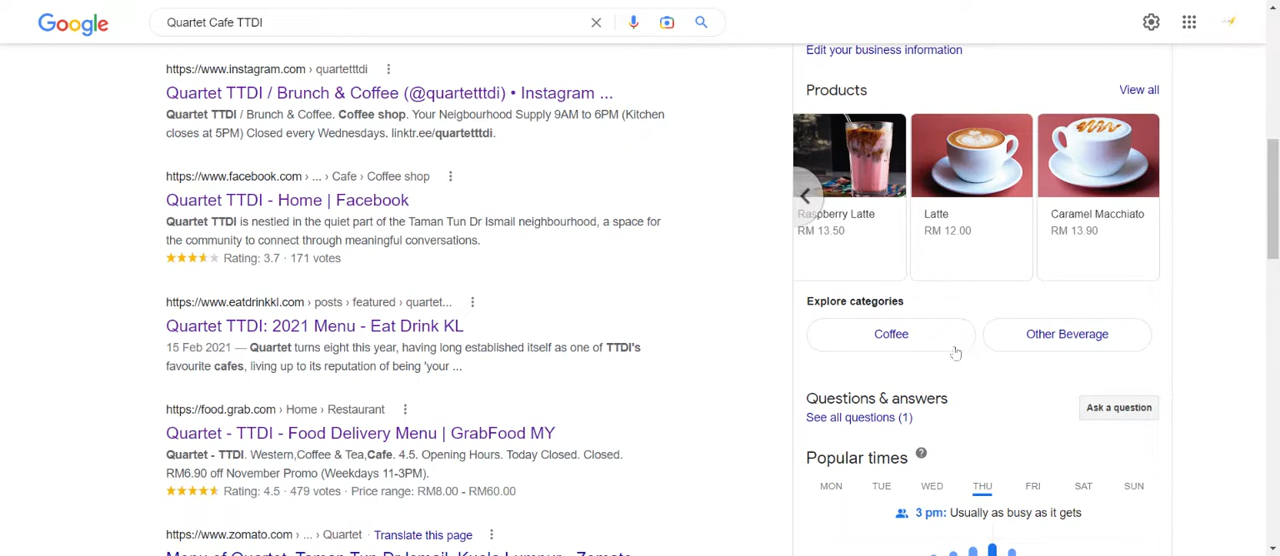 Google
Quartet Cafe TTDI
https://www.instagram.com › quartetttdi
Quartet TTDI / Brunch & Coffee (@quartetttdi) • Instagram ...
Quartet TTDI / Brunch & Coffee. Coffee shop. Your Neigbourhood Supply 9AM to 6PM (Kitchen
closes at 5PM) Closed every Wednesdays. linktr.ee/quartetttdi.
https://www.facebook.com › ... › Cafe › Coffee shop
Quartet TTDI - Home | Facebook
Quartet TTDI is nestled in the quiet part of the Taman Tun Dr Ismail neighbourhood, a space for
the community to connect through meaningful conversations.
Rating: 3.7 · 171 votes
https://www.eatdrinkkl.com › posts › featured › quartet...
Quartet TTDI: 2021 Menu - Eat Drink KL
15 Feb 2021 — Quartet turns eight this year, having long established itself as one of TTDI's
favourite cafes, living up to its reputation of being 'your ...
https://food.grab.com › Home › Restaurant
Quartet - TTDI - Food Delivery Menu | GrabFood MY
Quartet - TTDI. Western,Coffee & Tea,Cafe. 4.5. Opening Hours. Today Closed. Closed.
RM6.90 off November Promo (Weekdays 11-3PM).
Rating: 4.5 · 479 votes · Price range: RM8.00 - RM60.00
https://www.zomato.com › ... › Quartet · Translate this page
Menu of Quartet, Taman Tun Dr Ismail, Kuala Lumpur - Zomato
Edit your business information
Products
View all
Raspberry Latte
RM 13.50
Latte
RM 12.00
Caramel Macchiato
RM 13.90
Explore categories
Coffee
Other Beverage
Questions & answers
See all questions (1)
Ask a question
Popular times
MON TUE WED THU FRI SAT SUN
3 pm: Usually as busy as it gets